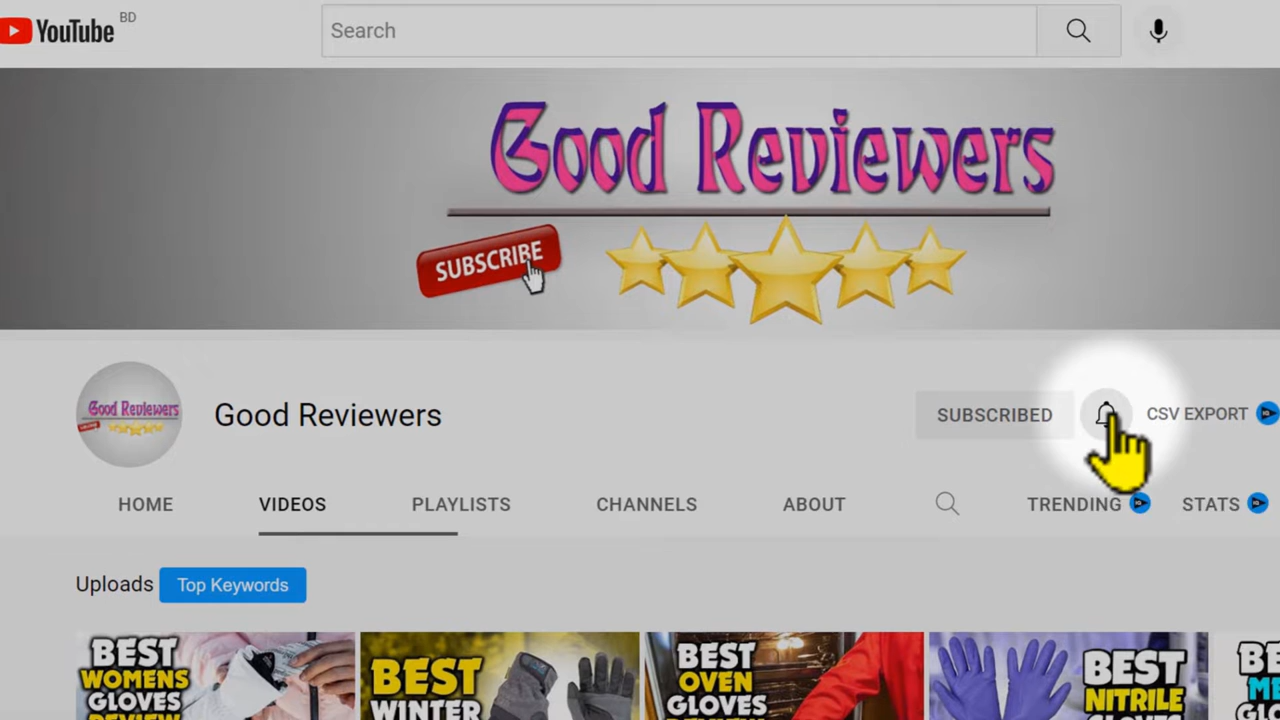 YouTube BD
Search
Good Reviewers
SUBSCRIBE
Good Reviewers
Good Reviewers
SUBSCRIBED
CSV EXPORT
HOME VIDEOS PLAYLISTS CHANNELS ABOUT TRENDING STATS
Uploads Top Keywords
BEST
WOMENS
GLOVES
REVIEW
BEST
WINTER
BEST
OVEN
GLOVES
BEST
NITRILE